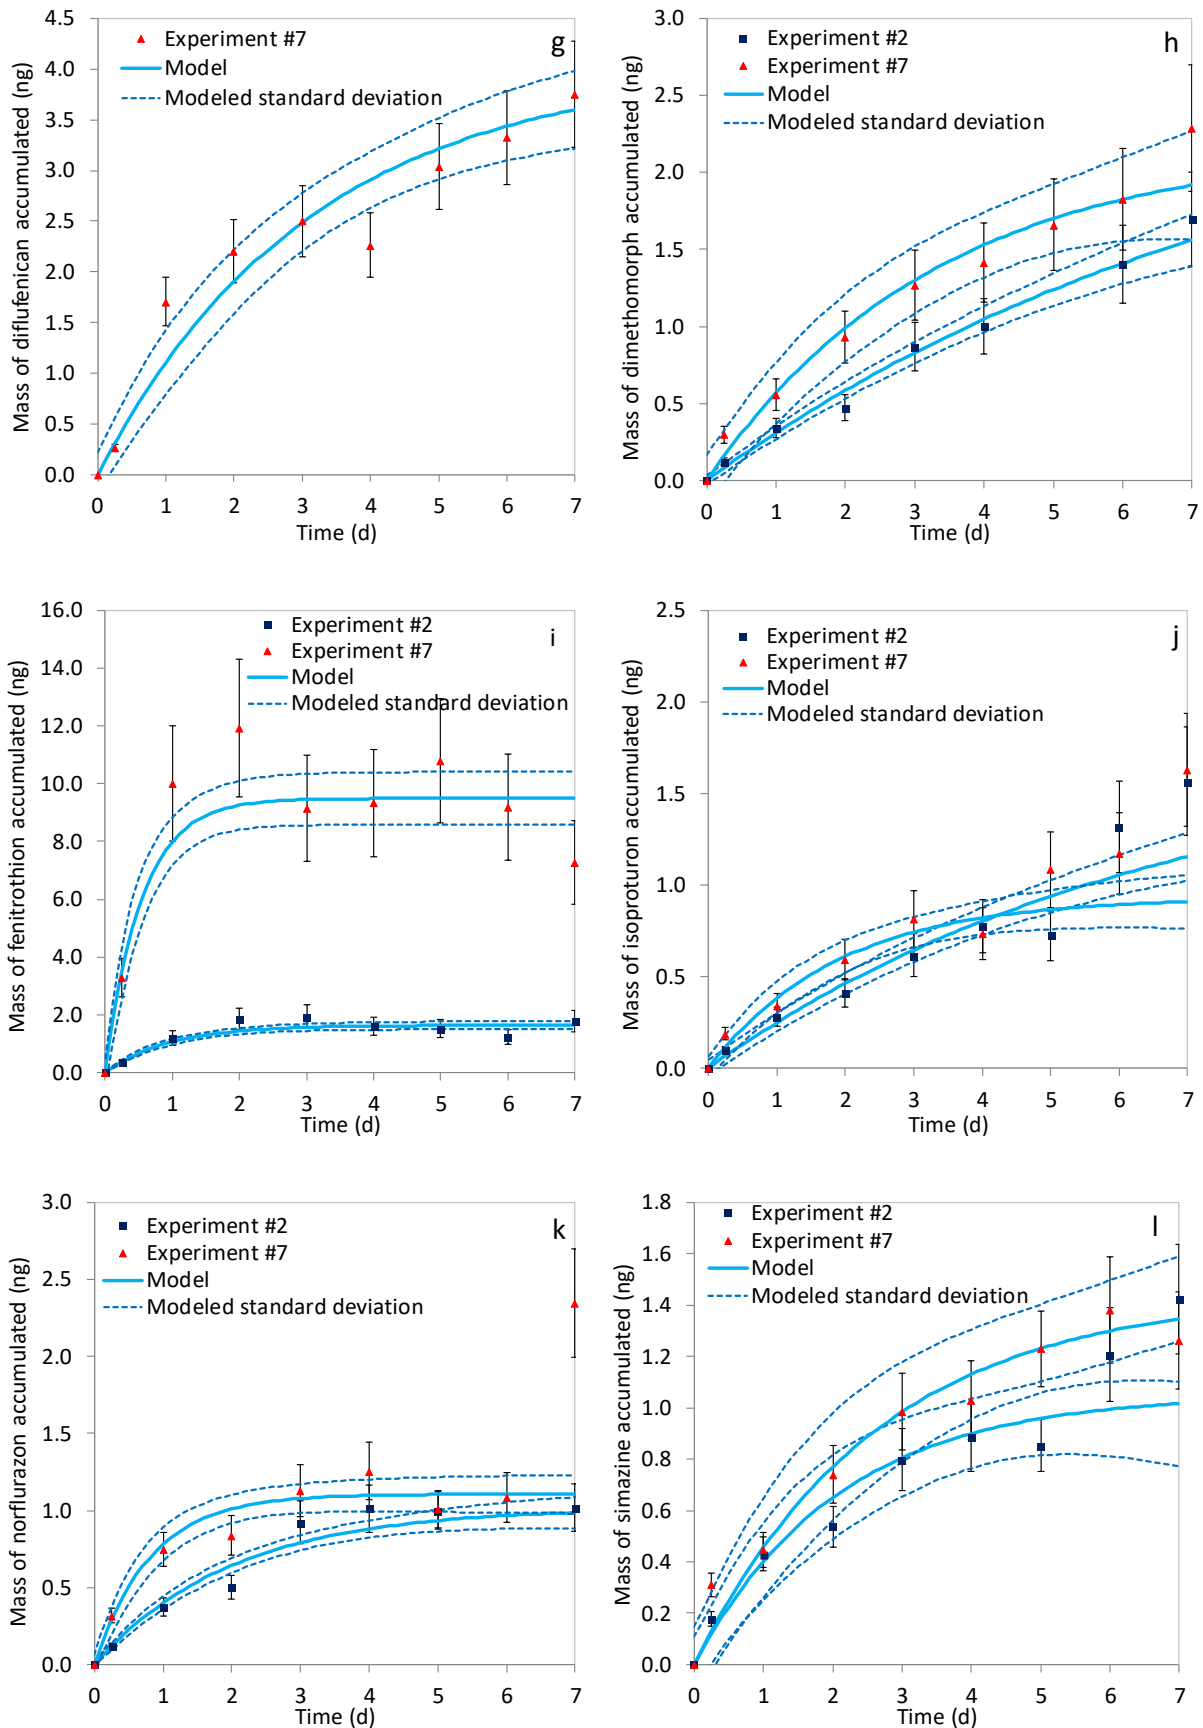 g
Experiment #7
Model
Modeled standard deviation
Mass of diflufenican accumulated (ng)
4.5
4.0
3.5
3.0
2.5
2.0
1.5
1.0
0.5
0.0
0 1 2 3 4 5 6 7
Time (d)
h
Experiment #2
Experiment #7
Model
Modeled standard deviation
Mass of dimethomorph accumulated (ng)
3.0
2.5
2.0
1.5
1.0
0.5
0.0
0 1 2 3 4 5 6 7
Time (d)
i
Experiment #2
Experiment #7
Model
Modeled standard deviation
Mass of fenitrothion accumulated (ng)
16.0
14.0
12.0
10.0
8.0
6.0
4.0
2.0
0.0
0 1 2 3 4 5 6 7
Time (d)
j
Experiment #2
Experiment #7
Model
Modeled standard deviation
Mass of isoproturon accumulated (ng)
2.5
2.0
1.5
1.0
0.5
0.0
0 1 2 3 4 5 6 7
Time (d)
k
Experiment #2
Experiment #7
Model
Modeled standard deviation
Mass of norflurazon accumulated (ng)
3.0
2.5
2.0
1.5
1.0
0.5
0.0
0 1 2 3 4 5 6 7
Time (d)
l
Experiment #2
Experiment #7
Model
Modeled standard deviation
Mass of simazine accumulated (ng)
1.8
1.6
1.4
1.2
1.0
0.8
0.6
0.4
0.2
0.0
0 1 2 3 4 5 6 7
Time (d)